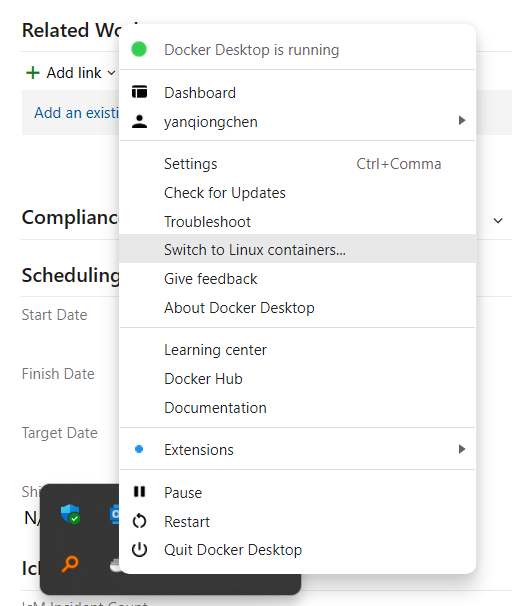 Related Wo
Docker Desktop is running
Add link
Dashboard
Add an existi
yanqiongchen
Settings Ctrl+Comma
Check for Updates
Complianc
Troubleshoot
Switch to Linux containers...
Scheduling
Give feedback
Start Date
About Docker Desktop
Learning center
Finish Date
Docker Hub
Documentation
Target Date
Extensions
Shi
Pause
N/
Restart
Quit Docker Desktop
Ic
IcM Incident Count